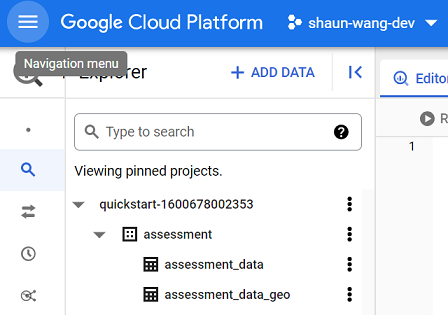 Google Cloud Platform
shaun-wang-dev
Navigation menu
Explorer
+ ADD DATA
Editor
Type to search
R
1
Viewing pinned projects.
quickstart-1600678002353
assessment
assessment_data
assessment_data_geo